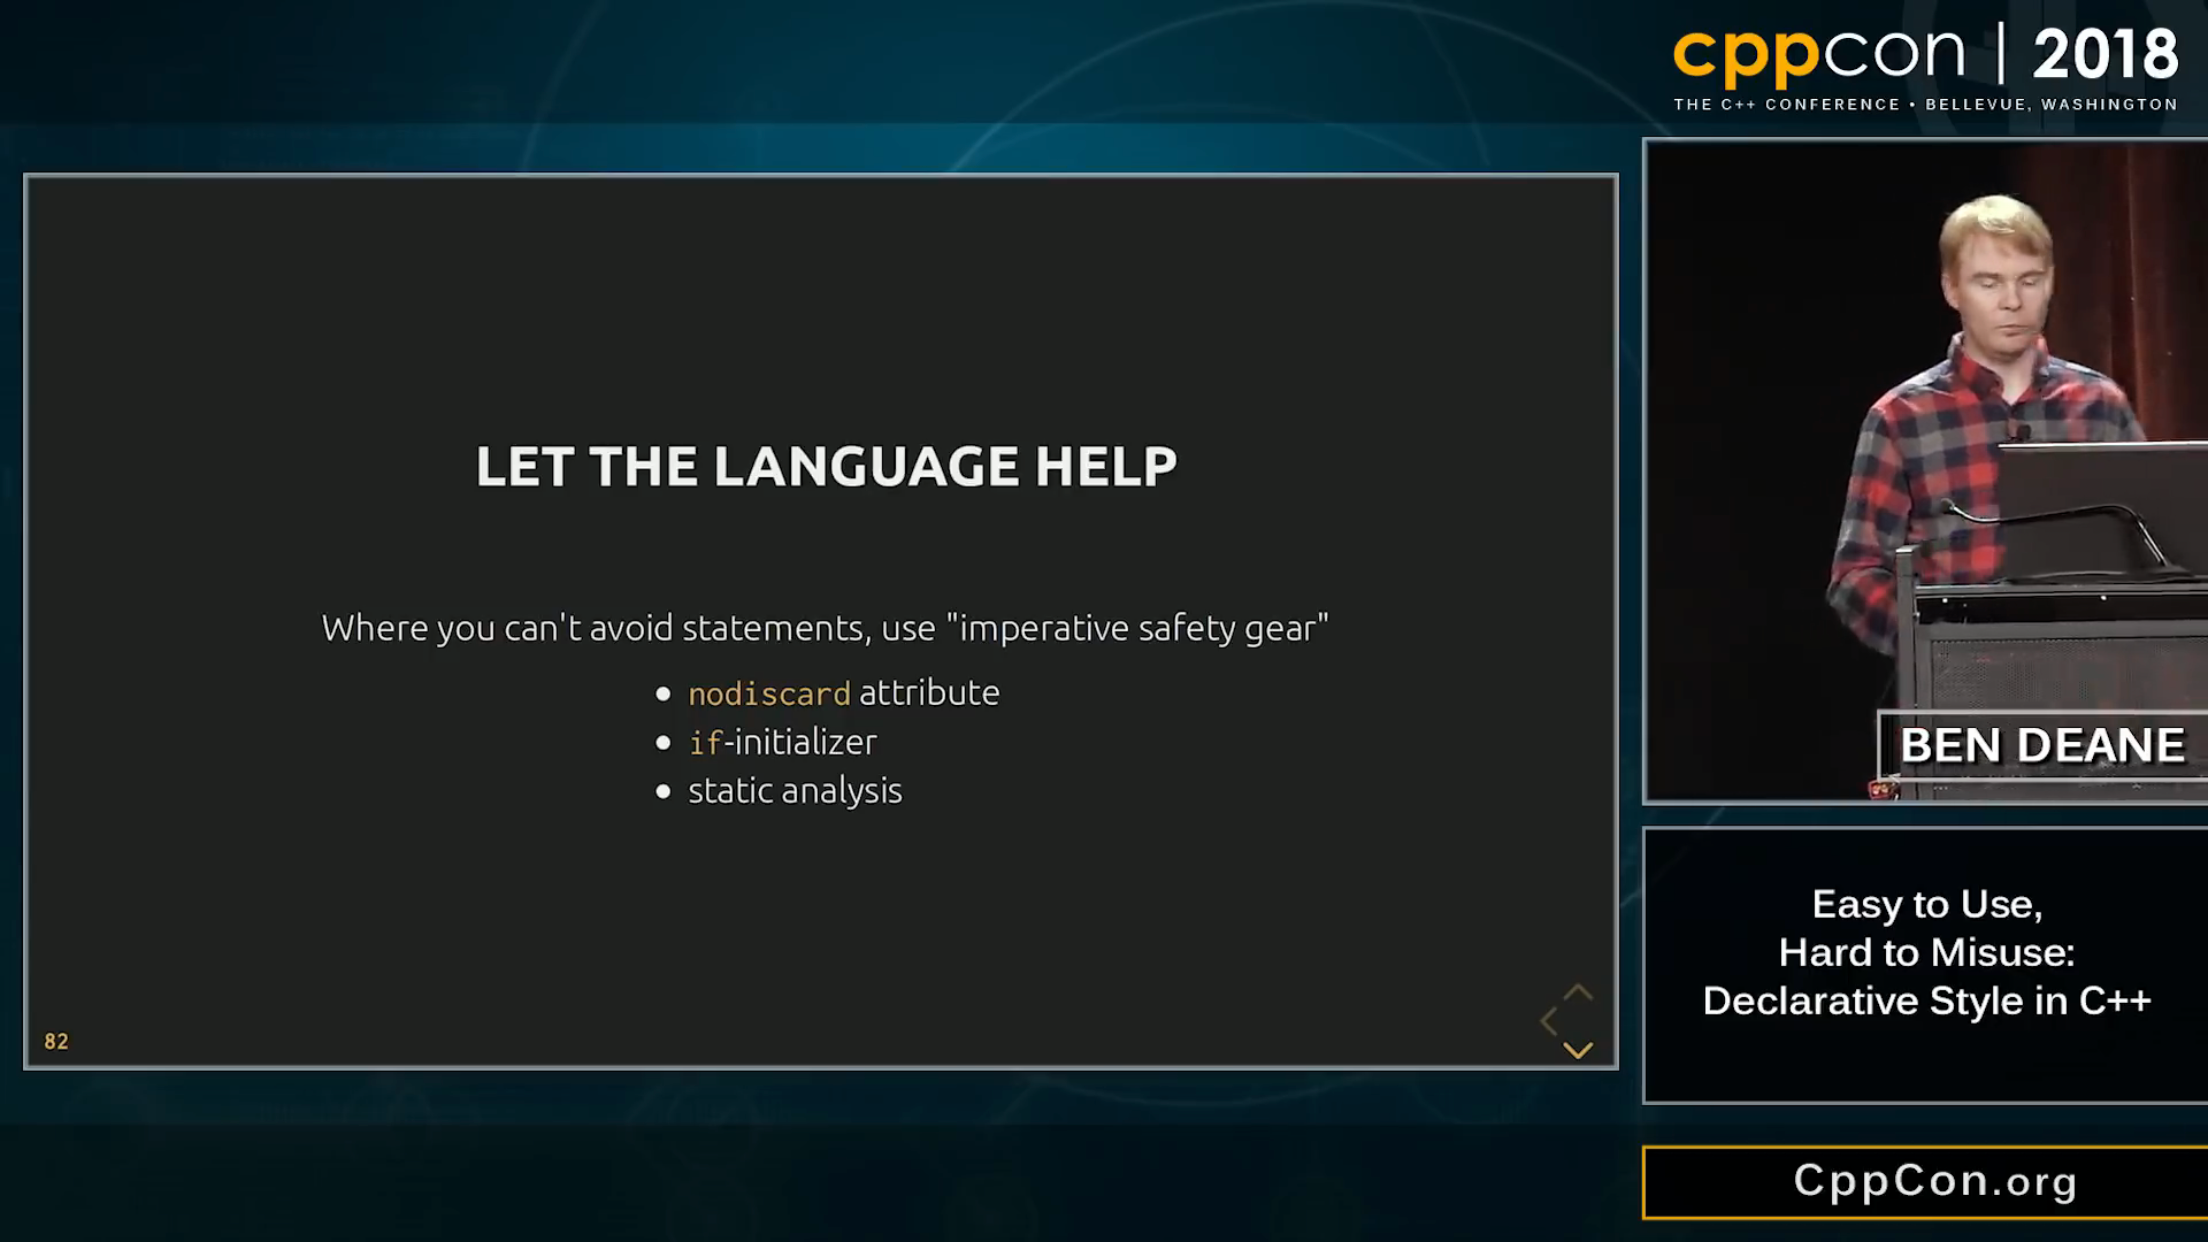 cppcon | 2018
THE C++ CONFERENCE • BELLEVUE, WASHINGTON
LET THE LANGUAGE HELP
Where you can't avoid statements, use "imperative safety gear"
• nodiscard attribute
• if-initializer
• static analysis
82
BEN DEANE
Easy to Use,
Hard to Misuse:
Declarative Style in C++
CppCon.org